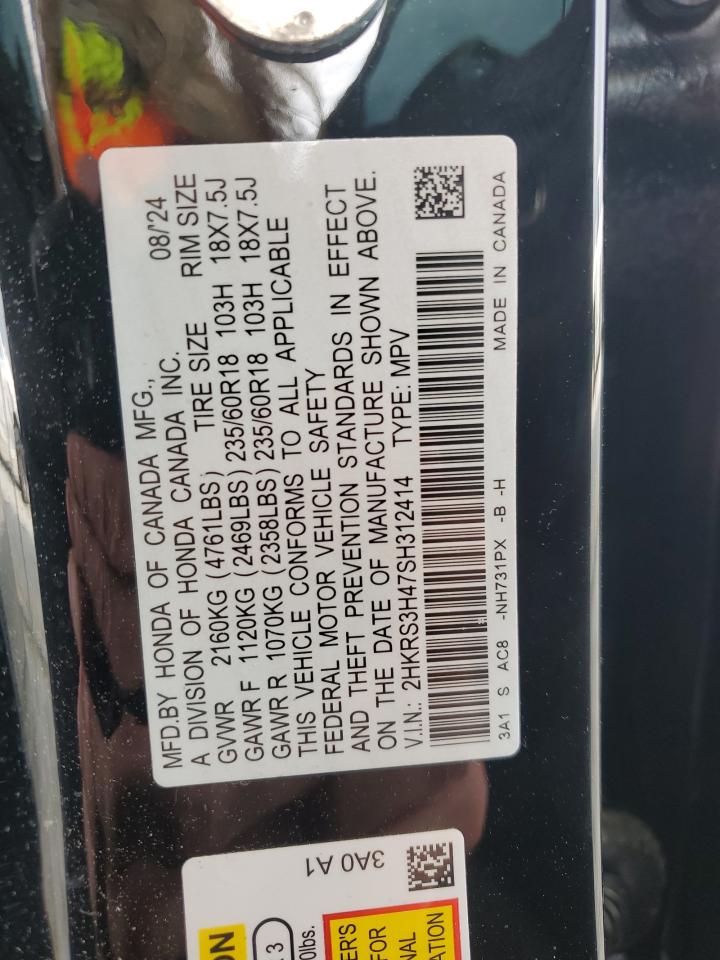 MFD.BY HONDA OF CANADA MFG., 08/'24
A DIVISION OF HONDA CANADA INC.
TIRE SIZE RIM SIZE
GVWR 2160KG (4761LBS)
GAWR F 1120KG (2469LBS) 235/60R18 103H 18X7.5J
GAWR R 1070KG (2358LBS) 235/60R18 103H 18X7.5J
THIS VEHICLE CONFORMS TO ALL APPLICABLE
FEDERAL MOTOR VEHICLE SAFETY
AND THEFT PREVENTION STANDARDS IN EFFECT
ON THE DATE OF MANUFACTURE SHOWN ABOVE.
V.I.N.: 2HKRS3H47SH312414 TYPE: MPV
3A1 S AC8 -NH731PX -B -H MADE IN CANADA
3A0 A1